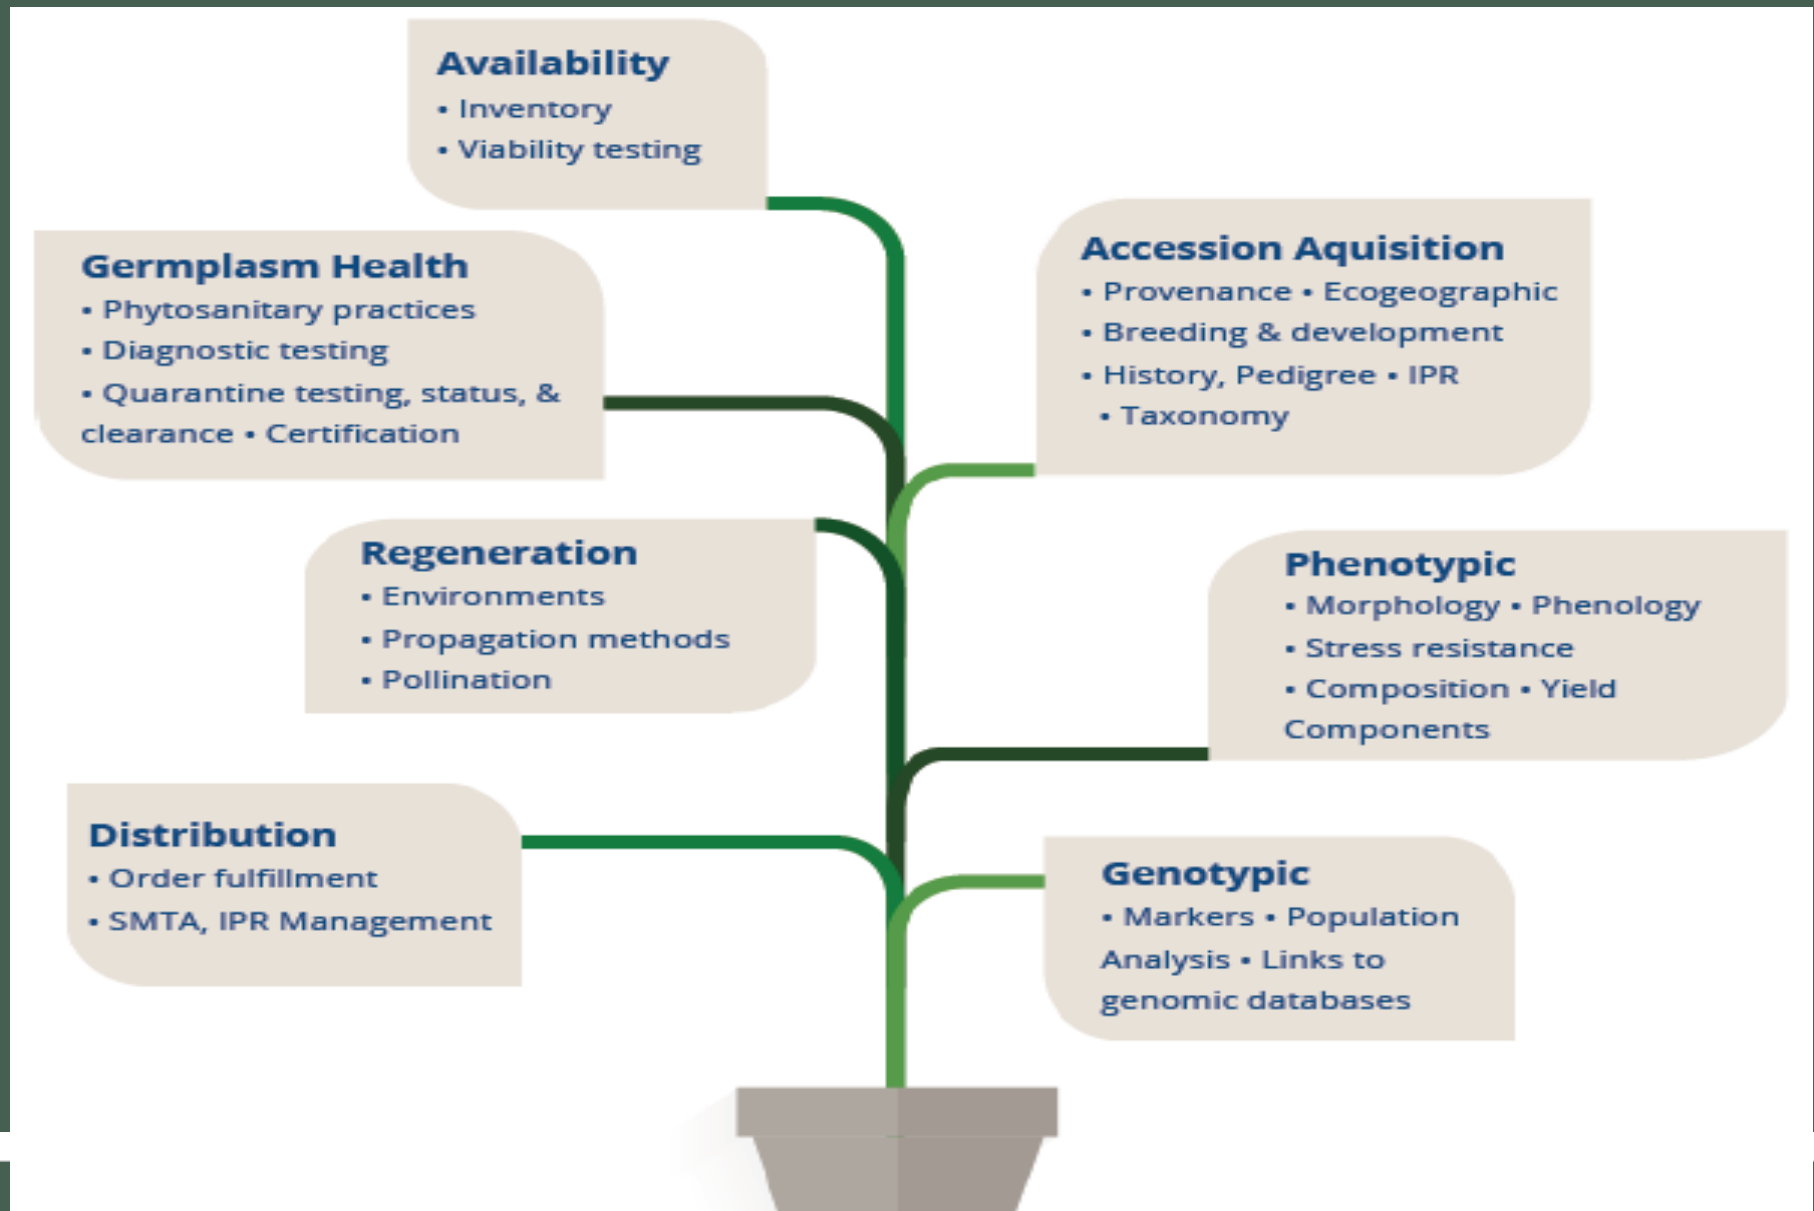 Availability
• Inventory
• Viability testing
Germplasm Health
• Phytosanitary practices
• Diagnostic testing
• Quarantine testing, status, &
clearance • Certification
Accession Aquisition
• Provenance • Ecogeographic
• Breeding & development
• History, Pedigree • IPR
• Taxonomy
Regeneration
• Environments
• Propagation methods
• Pollination
Phenotypic
• Morphology • Phenology
• Stress resistance
• Composition • Yield
Components
Distribution
• Order fulfillment
• SMTA, IPR Management
Genotypic
• Markers • Population
Analysis • Links to
genomic databases